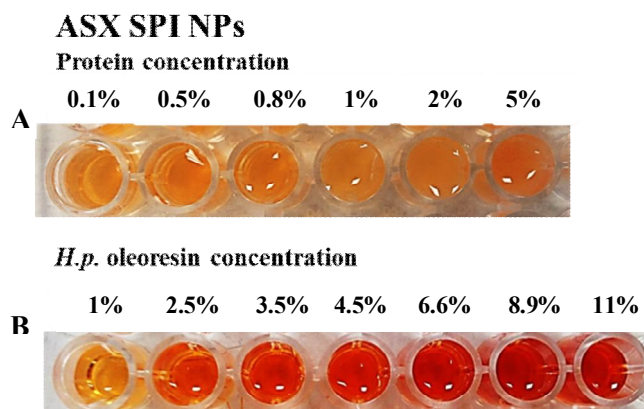 ASX SPI NPs
Protein concentration
0.1% 0.5% 0.8% 1% 2% 5%
A
H.p. oleoresin concentration
1% 2.5% 3.5% 4.5% 6.6% 8.9% 11%
B